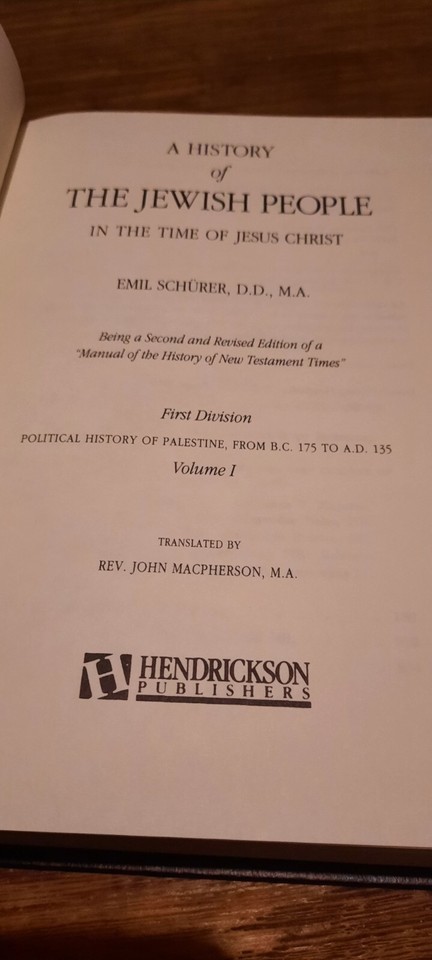 A HISTORY
of
THE JEWISH PEOPLE
IN THE TIME OF JESUS CHRIST
EMIL SCHÜRER, D.D., M.A.
Being a Second and Revised Edition of a
"Manual of the History of New Testament Times"
First Division
POLITICAL HISTORY OF PALESTINE, FROM B.C. 175 TO A.D. 135
Volume I
TRANSLATED BY
REV. JOHN MACPHERSON, M.A.
H HENDRICKSON
PUBLISHERS